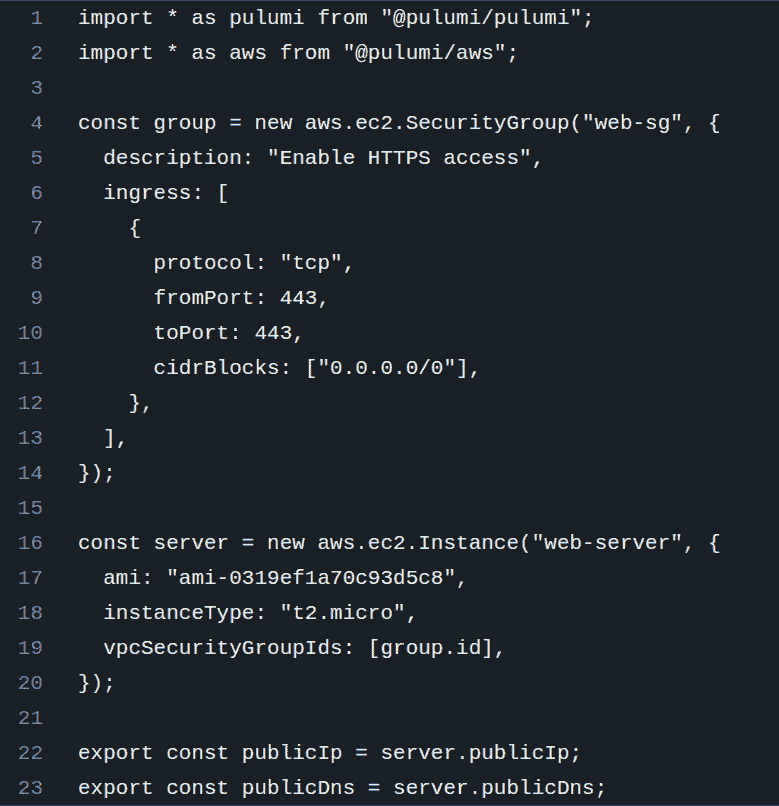 1 import * as pulumi from "@pulumi/pulumi";
2 import * as aws from "@pulumi/aws";
3
4 const group = new aws.ec2.SecurityGroup("web-sg", {
5   description: "Enable HTTPS access",
6   ingress: [
7     {
8       protocol: "tcp",
9       fromPort: 443,
10       toPort: 443,
11       cidrBlocks: ["0.0.0.0/0"],
12     },
13   ],
14 });
15
16 const server = new aws.ec2.Instance("web-server", {
17   ami: "ami-0319ef1a70c93d5c8",
18   instanceType: "t2.micro",
19   vpcSecurityGroupIds: [group.id],
20 });
21
22 export const publicIp = server.publicIp;
23 export const publicDns = server.publicDns;